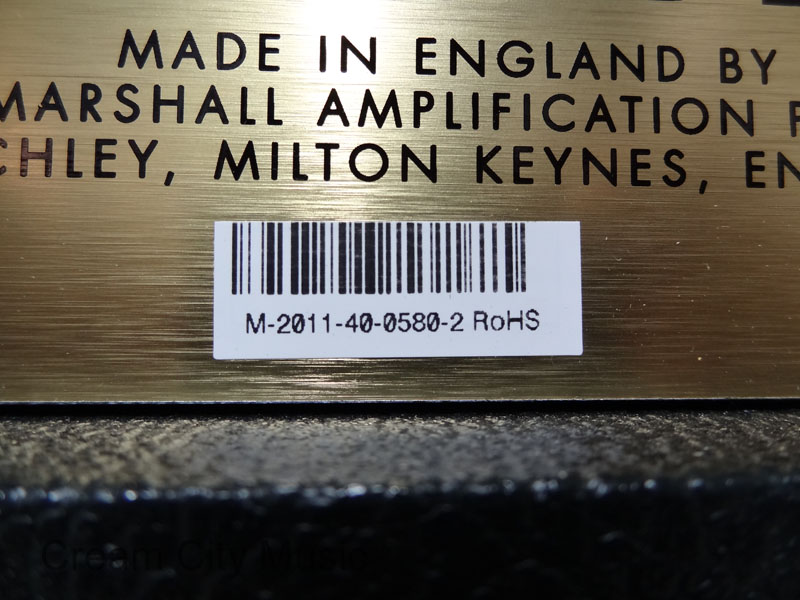 MADE IN ENGLAND BY
MARSHALL AMPLIFICATION P
CHLEY, MILTON KEYNES, EN
M-2011-40-0580-2 RoHS
Cream City Music